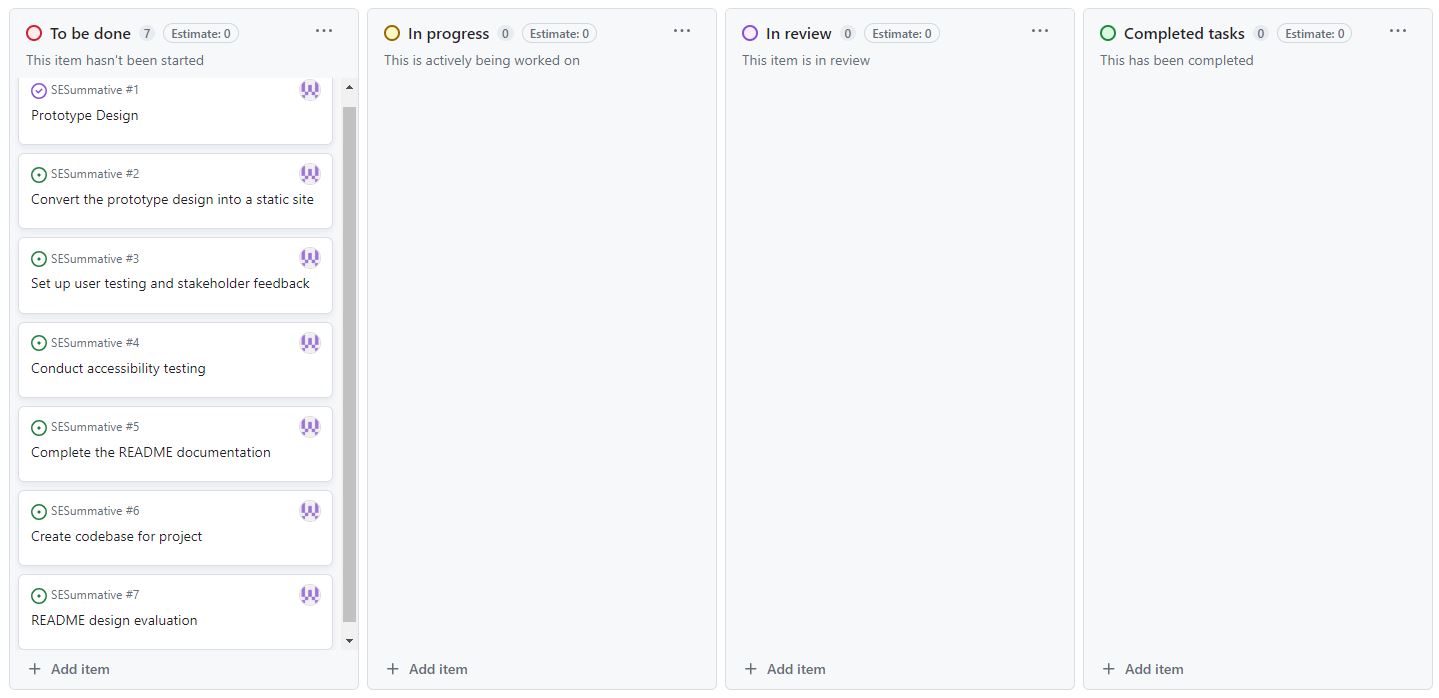 To be done 7 Estimate: 0
This item hasn't been started
SESummative #1
Prototype Design
SESummative #2
Convert the prototype design into a static site
SESummative #3
Set up user testing and stakeholder feedback
SESummative #4
Conduct accessibility testing
SESummative #5
Complete the README documentation
SESummative #6
Create codebase for project
SESummative #7
README design evaluation
+ Add item
In progress 0 Estimate: 0
This is actively being worked on
+ Add item
In review 0 Estimate: 0
This item is in review
+ Add item
Completed tasks 0 Estimate: 0
This has been completed
+ Add item